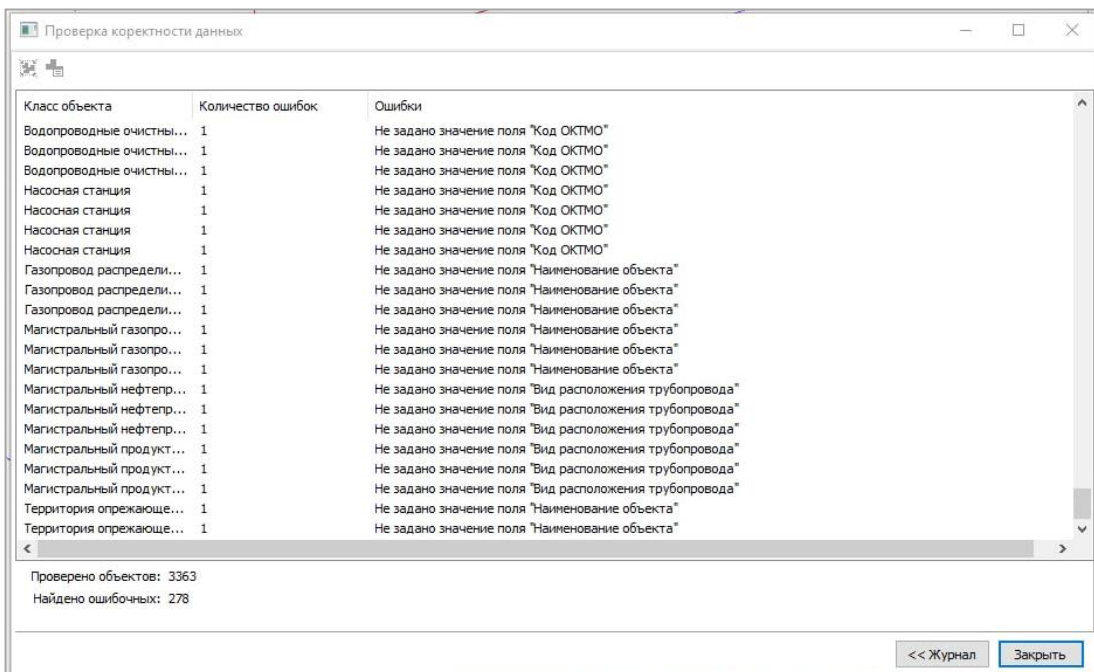 Проверка коректности данных
Класс объекта Количество ошибок Ошибки
Водопроводные очистны... 1 Не задано значение поля "Код ОКТМО"
Водопроводные очистны... 1 Не задано значение поля "Код ОКТМО"
Водопроводные очистны... 1 Не задано значение поля "Код ОКТМО"
Насосная станция 1 Не задано значение поля "Код ОКТМО"
Насосная станция 1 Не задано значение поля "Код ОКТМО"
Насосная станция 1 Не задано значение поля "Код ОКТМО"
Насосная станция 1 Не задано значение поля "Код ОКТМО"
Газопровод распредели... 1 Не задано значение поля "Наименование объекта"
Газопровод распредели... 1 Не задано значение поля "Наименование объекта"
Газопровод распредели... 1 Не задано значение поля "Наименование объекта"
Магистральный газопро... 1 Не задано значение поля "Наименование объекта"
Магистральный газопро... 1 Не задано значение поля "Наименование объекта"
Магистральный газопро... 1 Не задано значение поля "Наименование объекта"
Магистральный нефтепр... 1 Не задано значение поля "Вид расположения трубопровода"
Магистральный нефтепр... 1 Не задано значение поля "Вид расположения трубопровода"
Магистральный нефтепр... 1 Не задано значение поля "Вид расположения трубопровода"
Магистральный продукт... 1 Не задано значение поля "Вид расположения трубопровода"
Магистральный продукт... 1 Не задано значение поля "Вид расположения трубопровода"
Магистральный продукт... 1 Не задано значение поля "Вид расположения трубопровода"
Территория опрежающе... 1 Не задано значение поля "Наименование объекта"
Территория опрежающе... 1 Не задано значение поля "Наименование объекта"
Проверено объектов: 3363
Найдено ошибочных: 278
<< Журнал Закрыть